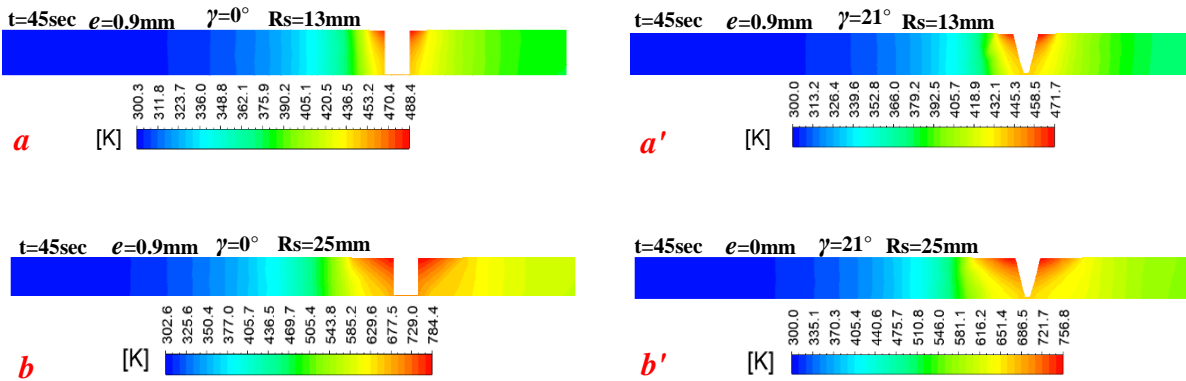 t=45sec e=0.9mm γ=0° Rs=13mm
300.3 311.8 323.7 336.0 348.8 362.1 375.9 390.2 405.1 420.5 436.5 453.2 470.4 488.4
a [K]
t=45sec e=0.9mm γ=21° Rs=13mm
300.0 313.2 326.4 339.6 352.8 366.0 379.2 392.5 405.7 418.9 432.1 445.3 458.5 471.7
a' [K]
t=45sec e=0.9mm γ=0° Rs=25mm
302.6 325.6 350.4 377.0 405.7 436.5 469.7 505.4 543.8 585.2 629.6 677.5 729.0 784.4
b [K]
t=45sec e=0mm γ=21° Rs=25mm
300.0 335.1 370.3 405.4 440.6 475.7 510.8 546.0 581.1 616.2 651.4 686.5 721.7 756.8
b' [K]